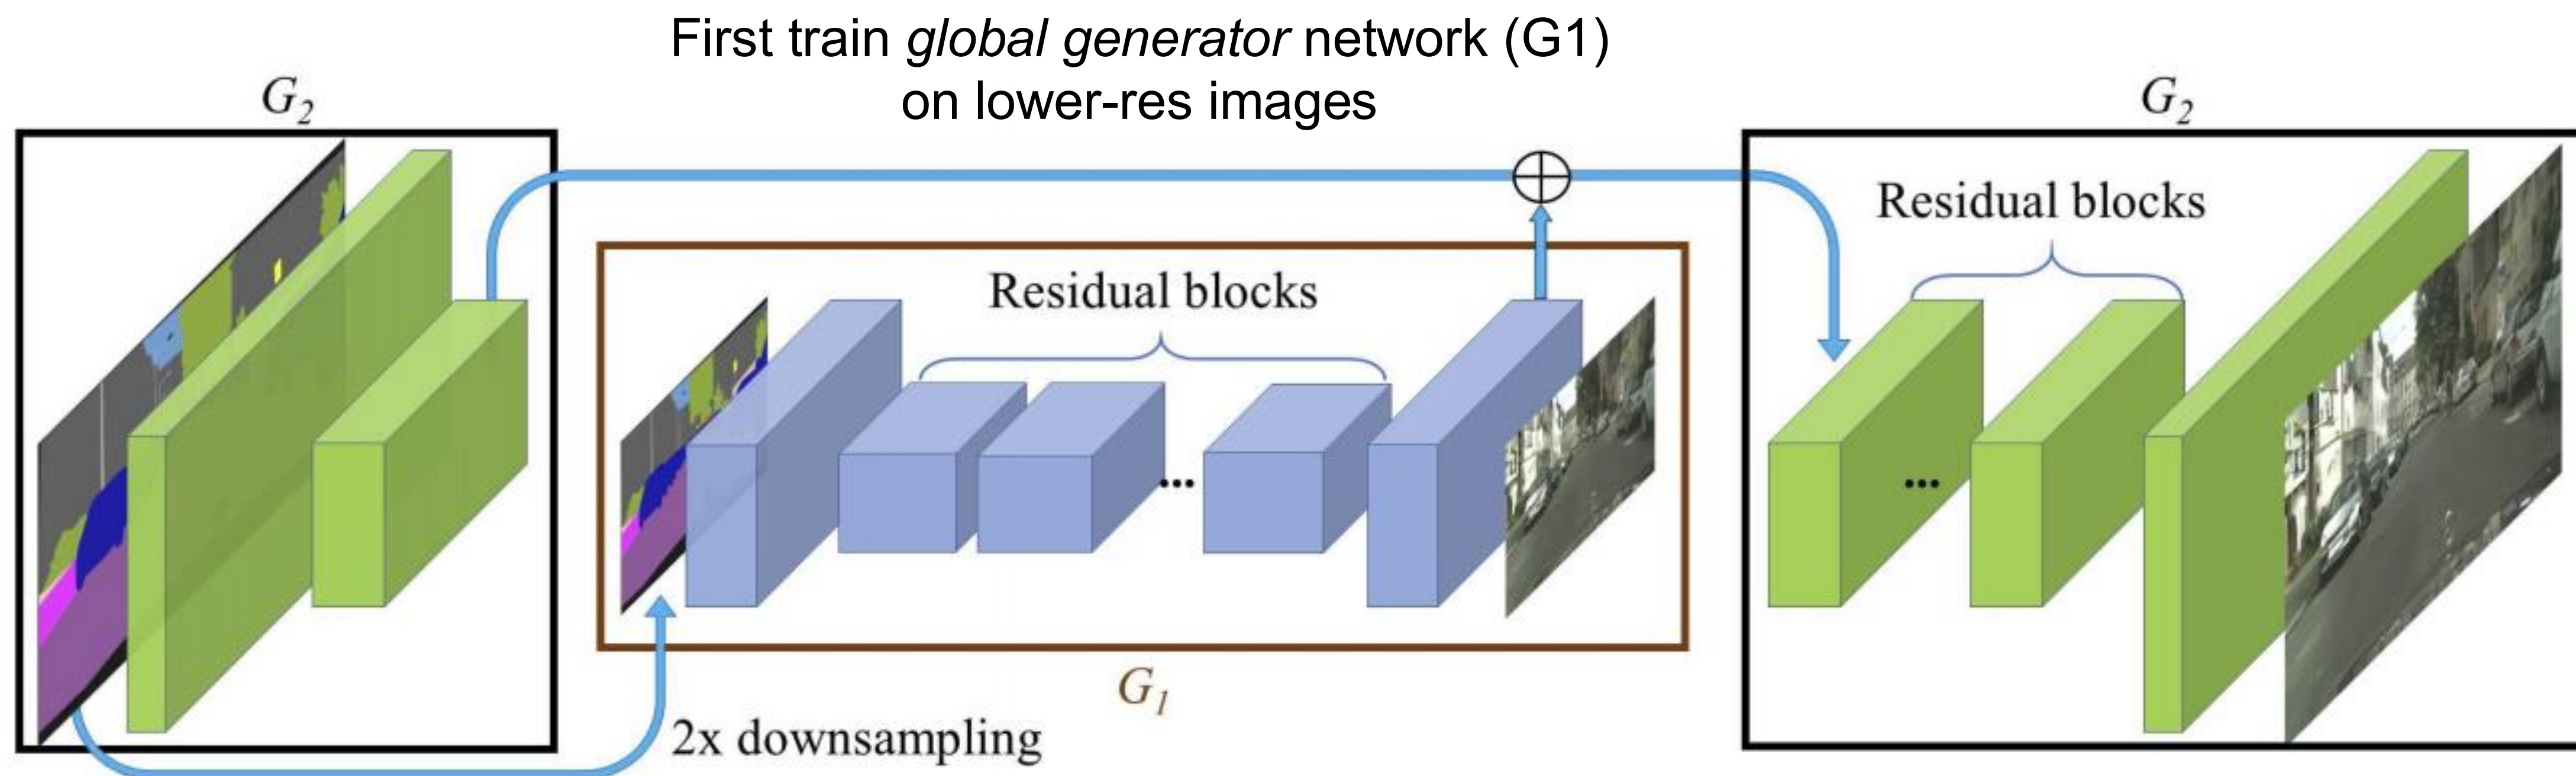 First train global generator network (G1)
on lower-res images
G2
G2
Residual blocks
Residual blocks
...
...
G1
2x downsampling